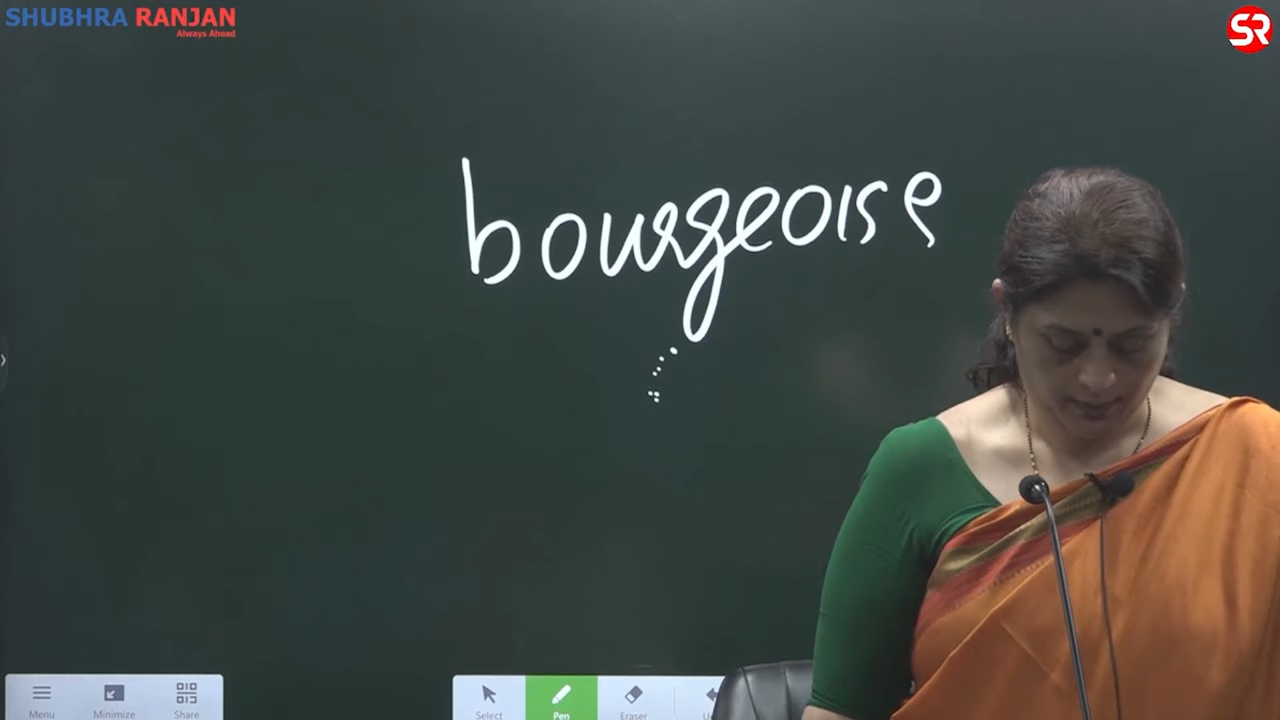 SHUBHRA RANJAN
Always Ahead
SR
bourgeoise
Menu
Minimize
Share
Select
Pen
Eraser